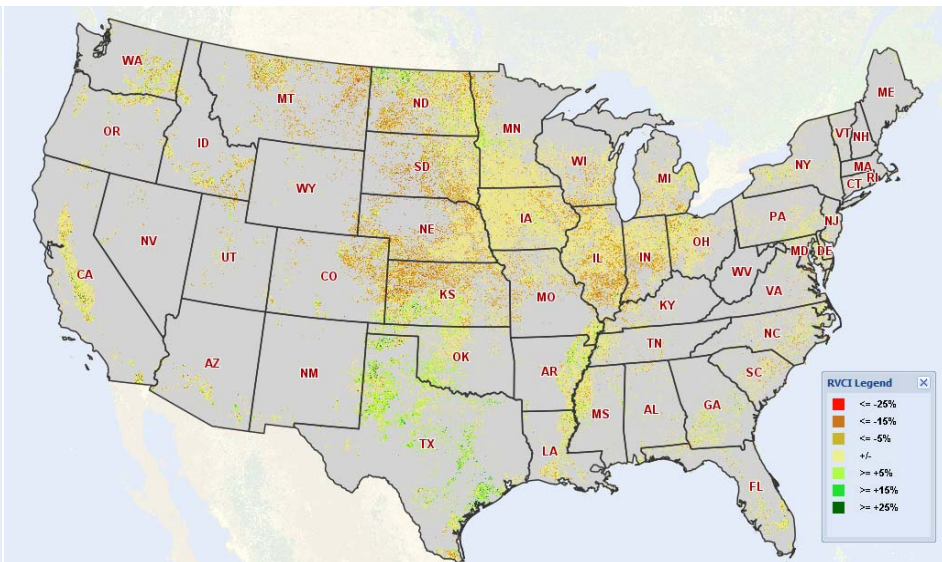 WA
MT
ND
MN
ME
OR
ID
SD
WI
MI
VT
NH
NY
MA
CT
RI
WY
NE
IA
PA
NJ
NV
UT
CO
IL
IN
OH
MD
DE
WV
VA
CA
KS
MO
KY
NC
TN
AZ
NM
OK
AR
SC
MS
AL
GA
TX
LA
FL
RVCI Legend
<= -25%
<= -15%
<= -5%
+/-
>= +5%
>= +15%
>= +25%